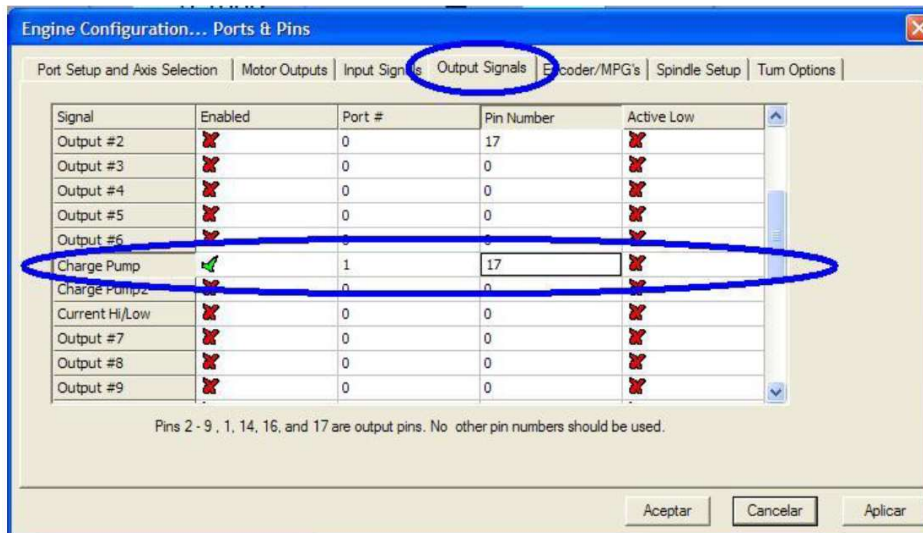 Engine Configuration... Ports & Pins
Port Setup and Axis Selection Motor Outputs Input Signals Output Signals Encoder/MPG's Spindle Setup Turn Options
Signal Enabled Port # Pin Number Active Low
Output #2 0 17
Output #3 0 0
Output #4 0 0
Output #5 0 0
Output #6 0 0
Charge Pump 1 17
Charge Pump2 0 0
Current Hi/Low 0 0
Output #7 0 0
Output #8 0 0
Output #9 0 0
Pins 2 - 9 , 1, 14, 16, and 17 are output pins. No other pin numbers should be used.
Aceptar Cancelar Aplicar